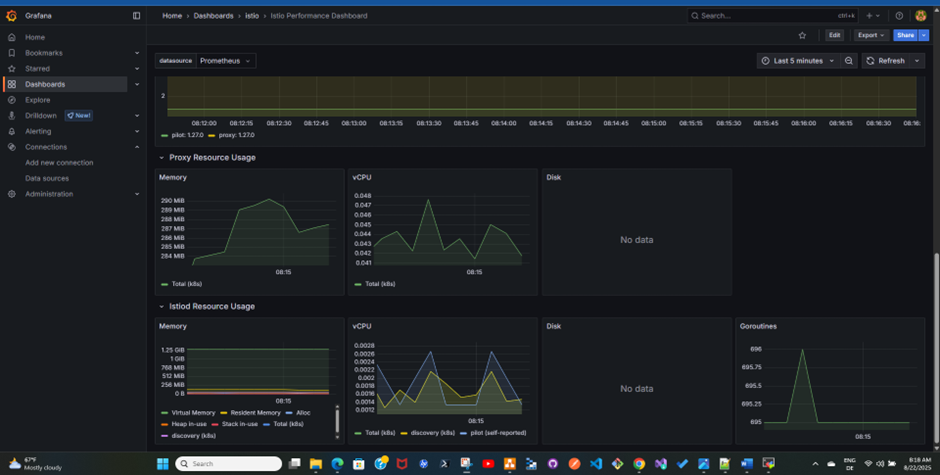 Grafana
Home › Dashboards › istio › Istio Performance Dashboard
Search...
ctrl+k
Home
Bookmarks
Starred
Dashboards
Explore
Drilldown New!
Alerting
Connections
Add new connection
Data sources
Administration
Edit
Export
Share
datasource Prometheus
Last 5 minutes
Refresh
2
08:12:00 08:12:15 08:12:30 08:12:45 08:13:00 08:13:15 08:13:30 08:13:45 08:14:00 08:14:15 08:14:30 08:14:45 08:15:00 08:15:15 08:15:30 08:15:45 08:16:00 08:16:15 08:16:30 08:16:
pilot: 1.27.0 proxy: 1.27.0
Proxy Resource Usage
Memory
290 MiB
289 MiB
288 MiB
287 MiB
286 MiB
285 MiB
284 MiB
08:15
Total (k8s)
vCPU
0.048
0.047
0.046
0.045
0.044
0.043
0.042
0.041
08:15
Total (k8s)
Disk
No data
Istiod Resource Usage
Memory
1.25 GiB
1 GiB
768 MiB
512 MiB
256 MiB
0 B
08:15
Virtual Memory Resident Memory Alloc
Heap in-use Stack in-use Total (k8s)
discovery (k8s)
vCPU
0.0028
0.0026
0.0024
0.0022
0.002
0.0018
0.0016
0.0014
0.0012
08:15
Total (k8s) discovery (k8s) pilot (self-reported)
Disk
No data
Goroutines
696
695.75
695.5
695.25
695
08:15
67°F
Mostly cloudy
Search
ENG
DE
8:18 AM
8/22/2025